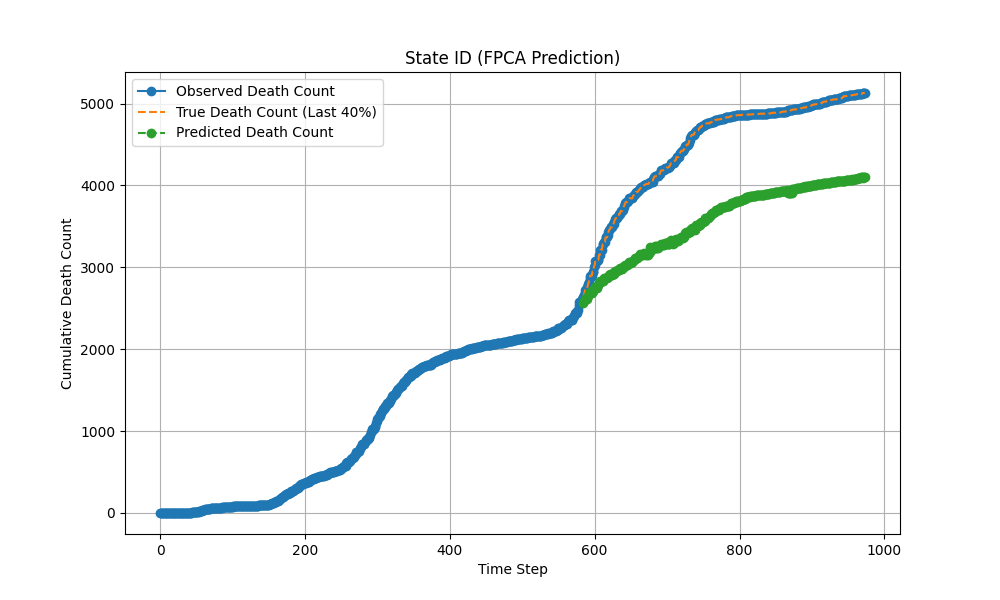 State ID (FPCA Prediction)
Observed Death Count
True Death Count (Last 40%)
Predicted Death Count
Cumulative Death Count
5000
4000
3000
2000
1000
0
0 200 400 600 800 1000
Time Step